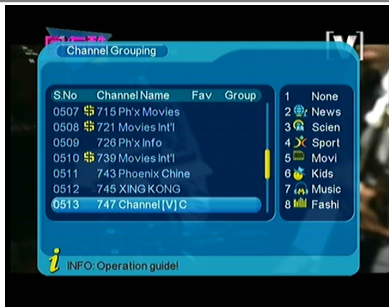 [V]
Channel Grouping
S.No Channel Name Fav Group
0507 $ 715 Ph'x Movies
0508 $ 721 Movies Int'l
0509 726 Ph'x Info
0510 $ 739 Movies Int'l
0511 743 Phoenix Chine
0512 745 XING KONG
0513 747 Channel [V] C
1 None
2 News
3 Scien
4 Sport
5 Movi
6 Kids
7 Music
8 Fashi
i INFO: Operation guide!